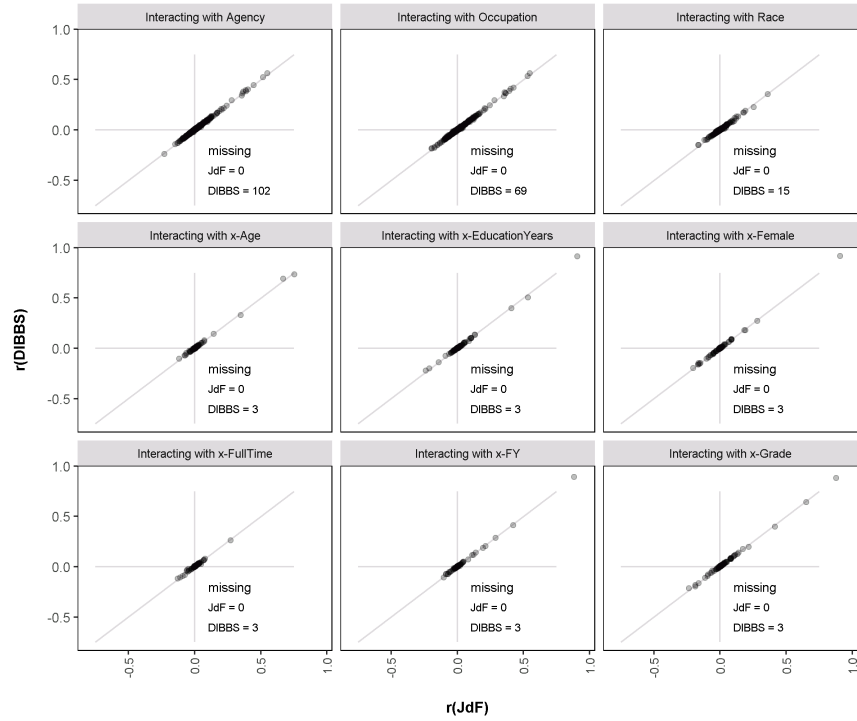 Interacting with Agency
Interacting with Occupation
Interacting with Race
1.0
0.5
0.0
-0.5
missing
JdF = 0
DIBBS = 102
missing
JdF = 0
DIBBS = 69
missing
JdF = 0
DIBBS = 15
Interacting with x-Age
Interacting with x-EducationYears
Interacting with x-Female
1.0
0.5
0.0
-0.5
missing
JdF = 0
DIBBS = 3
missing
JdF = 0
DIBBS = 3
missing
JdF = 0
DIBBS = 3
r(DIBBS)
Interacting with x-FullTime
Interacting with x-FY
Interacting with x-Grade
1.0
0.5
0.0
-0.5
missing
JdF = 0
DIBBS = 3
missing
JdF = 0
DIBBS = 3
missing
JdF = 0
DIBBS = 3
-0.5 0.0 0.5 1.0
-0.5 0.0 0.5 1.0
-0.5 0.0 0.5 1.0
r(JdF)